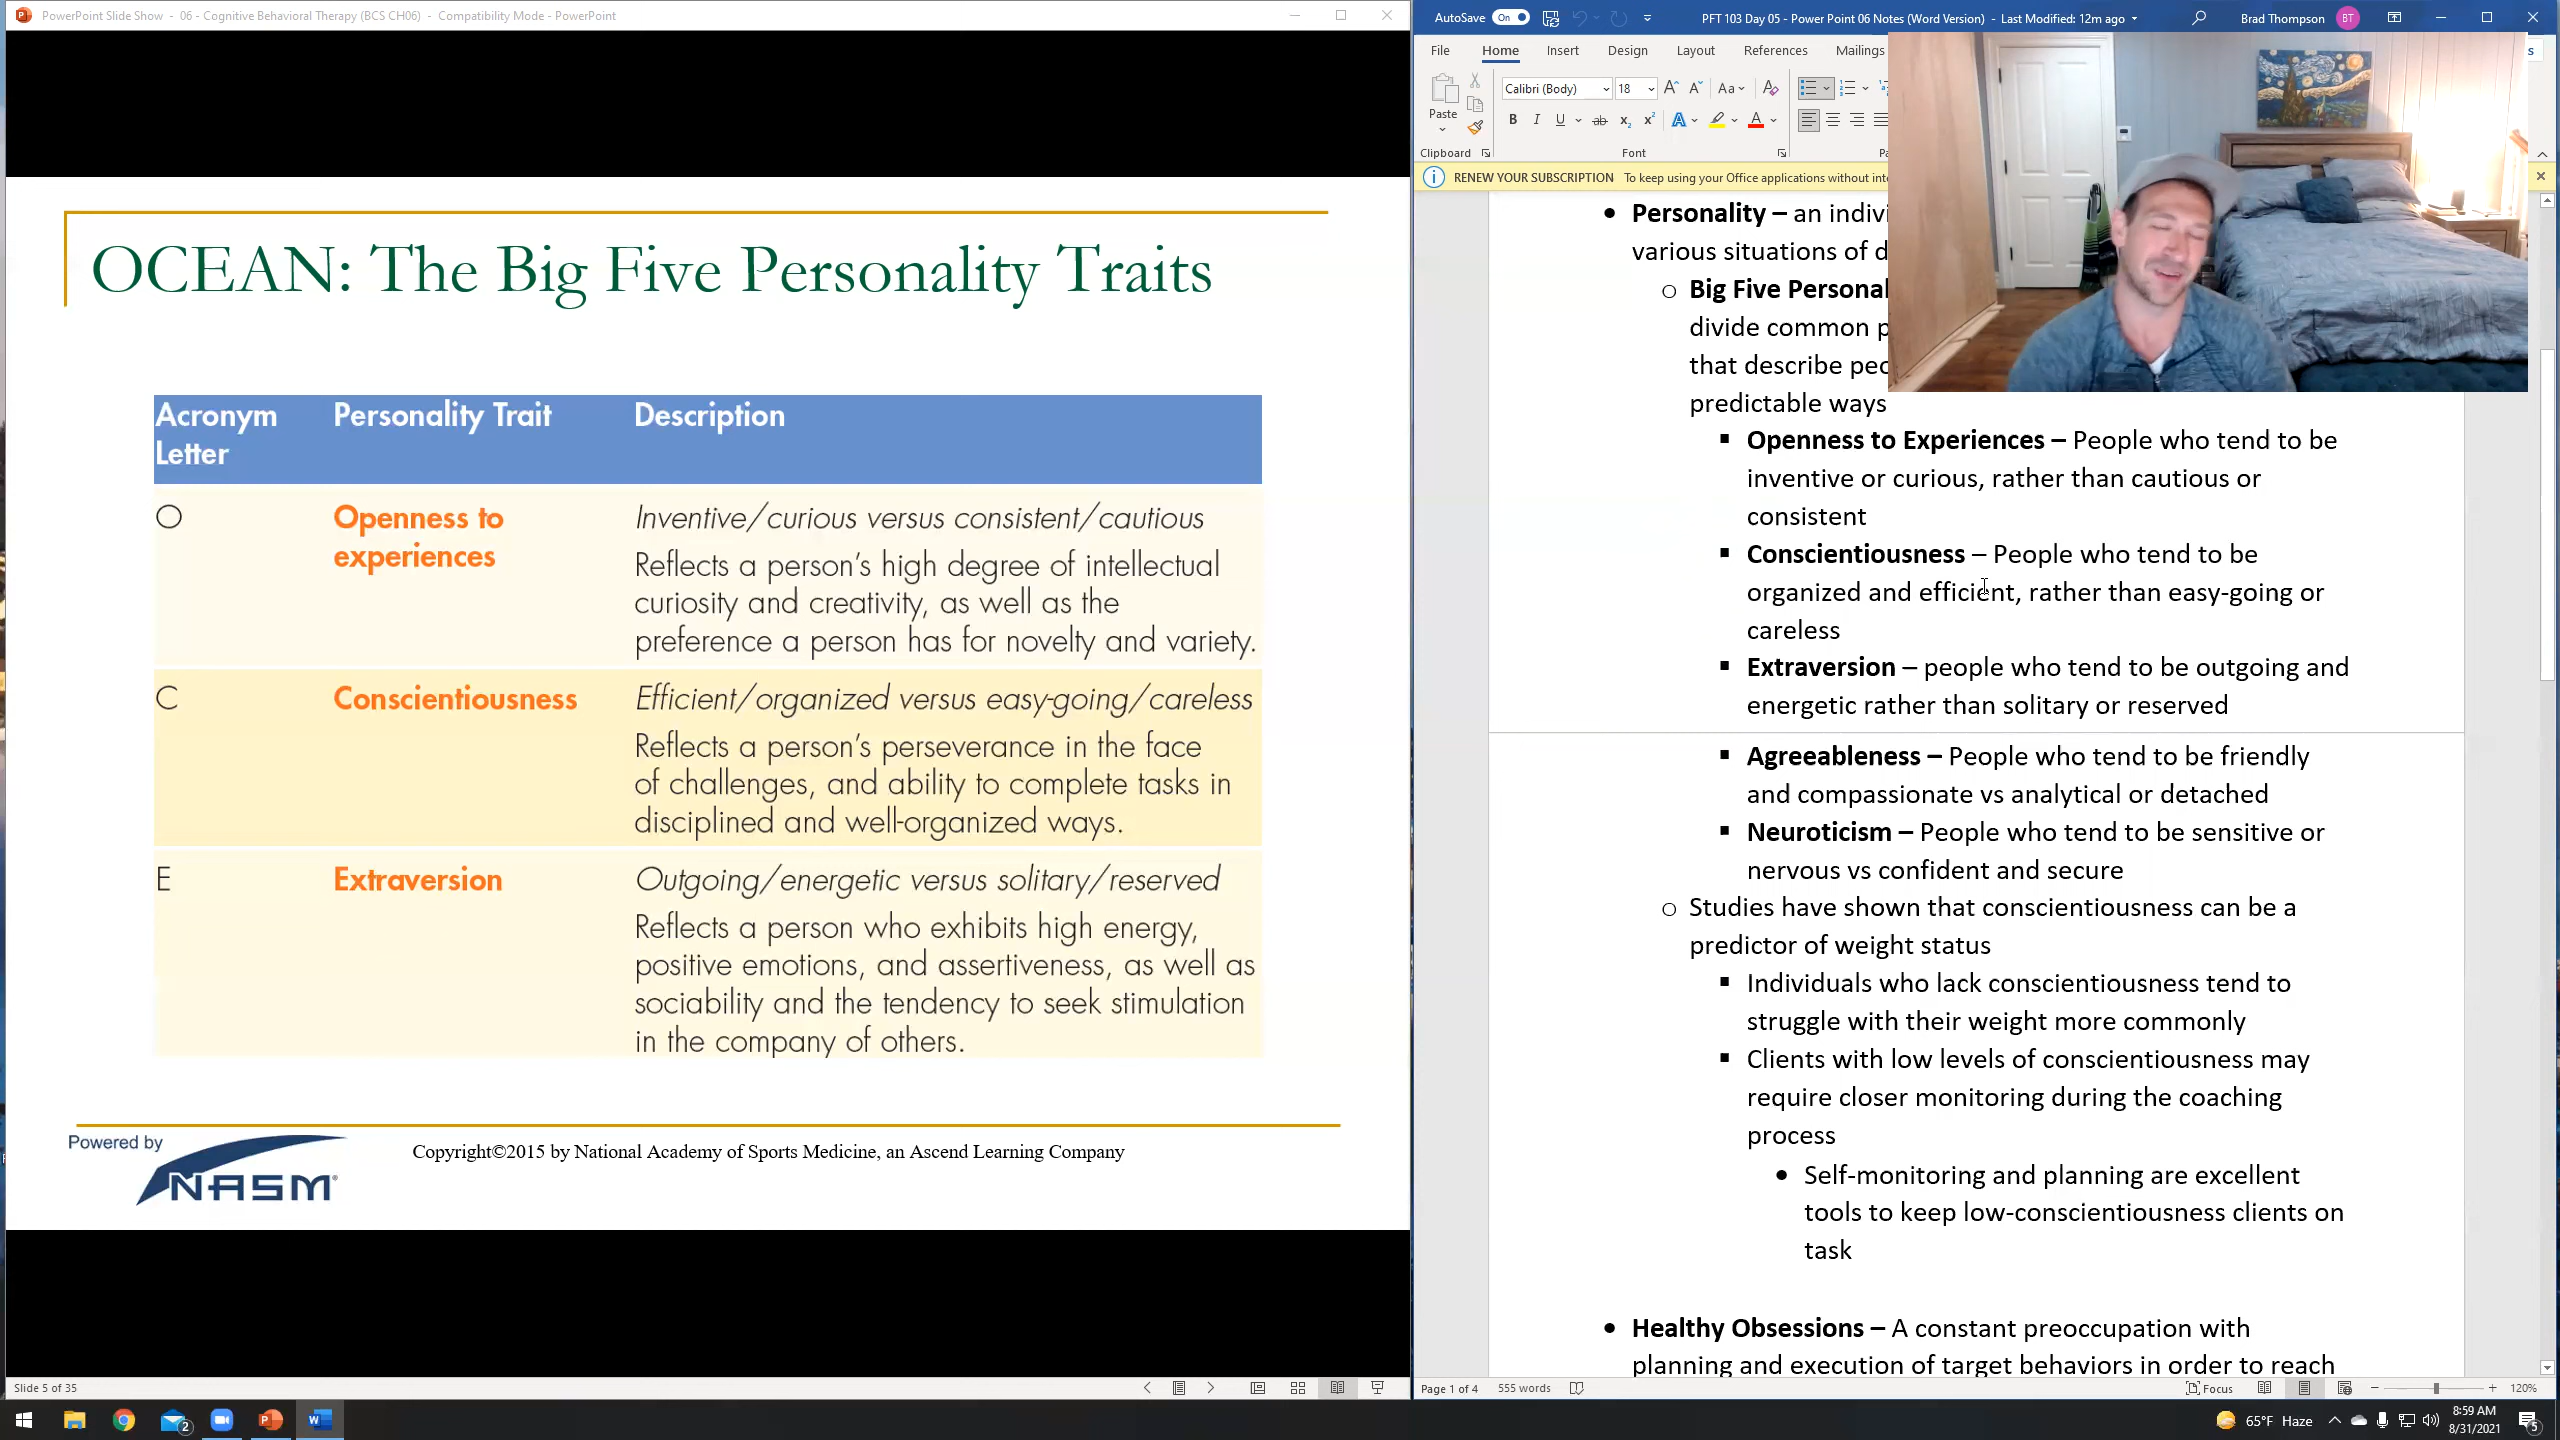 PowerPoint Slide Show - 06 - Cognitive Behavioral Therapy (BCS CH06) - Compatibility Mode - PowerPoint
OCEAN: The Big Five Personality Traits
Acronym Letter
Personality Trait
Description
O
Openness to
experiences
Inventive/curious versus consistent/cautious
Reflects a person's high degree of intellectual
curiosity and creativity, as well as the
preference a person has for novelty and variety.
C
Conscientiousness
Efficient/organized versus easy-going/careless
Reflects a person's perseverance in the face
of challenges, and ability to complete tasks in
disciplined and well-organized ways.
E
Extraversion
Outgoing/energetic versus solitary/reserved
Reflects a person who exhibits high energy,
positive emotions, and assertiveness, as well as
sociability and the tendency to seek stimulation
in the company of others.
Powered by
NASM
Copyright©2015 by National Academy of Sports Medicine, an Ascend Learning Company
Slide 5 of 35
AutoSave On
PFT 103 Day 05 - Power Point 06 Notes (Word Version) - Last Modified: 12m ago
Brad Thompson BT
File Home Insert Design Layout References Mailings
Calibri (Body) 18
Paste
Clipboard Font
RENEW YOUR SUBSCRIPTION To keep using your Office applications without
• Personality – an
various situations of
o Big Five
divide common
that describe
predictable ways
▪ Openness to Experiences – People who tend to be
inventive or curious, rather than cautious or
consistent
▪ Conscientiousness – People who tend to be
organized and efficient, rather than easy-going or
careless
▪ Extraversion – people who tend to be outgoing and
energetic rather than solitary or reserved
▪ Agreeableness – People who tend to be friendly
and compassionate vs analytical or detached
▪ Neuroticism – People who tend to be sensitive or
nervous vs confident and secure
o Studies have shown that conscientiousness can be a
predictor of weight status
▪ Individuals who lack conscientiousness tend to
struggle with their weight more commonly
▪ Clients with low levels of conscientiousness may
require closer monitoring during the coaching
process
• Self-monitoring and planning are excellent
tools to keep low-conscientiousness clients on
task
• Healthy Obsessions – A constant preoccupation with
planning and execution of target behaviors in order to reach
Page 1 of 4 555 words
Focus
120%
65°F Haze
8:59 AM
8/31/2021